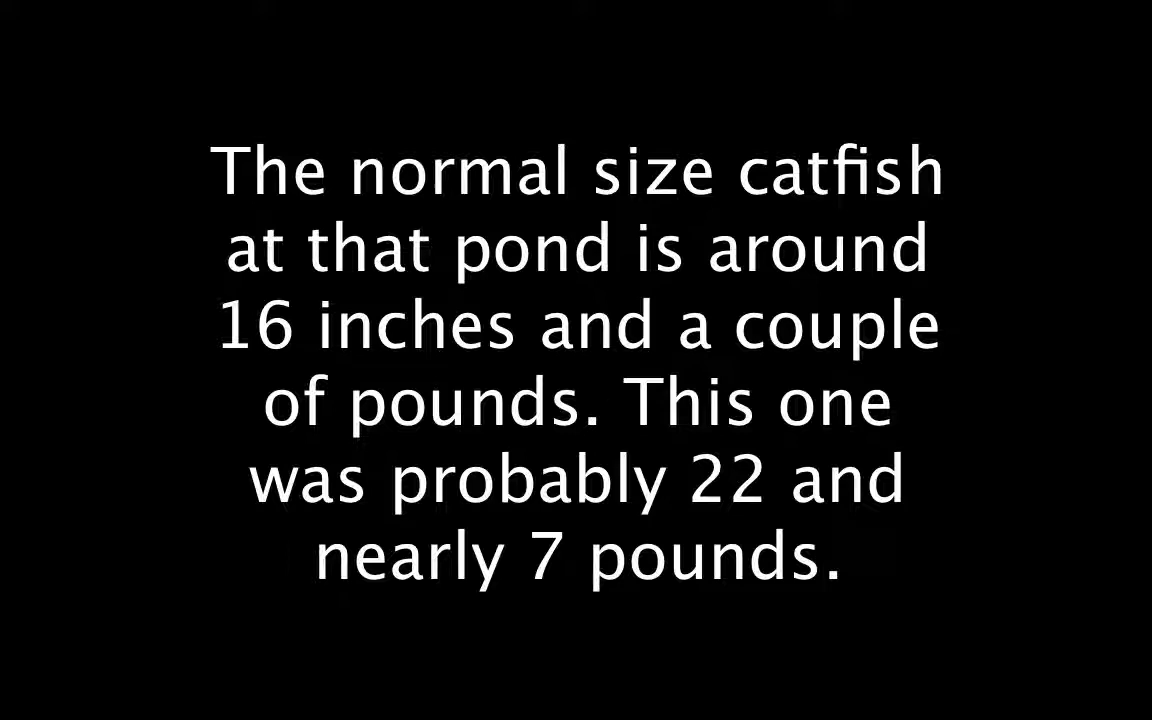 The normal size catfish
at that pond is around
16 inches and a couple
of pounds. This one
was probably 22 and
nearly 7 pounds.